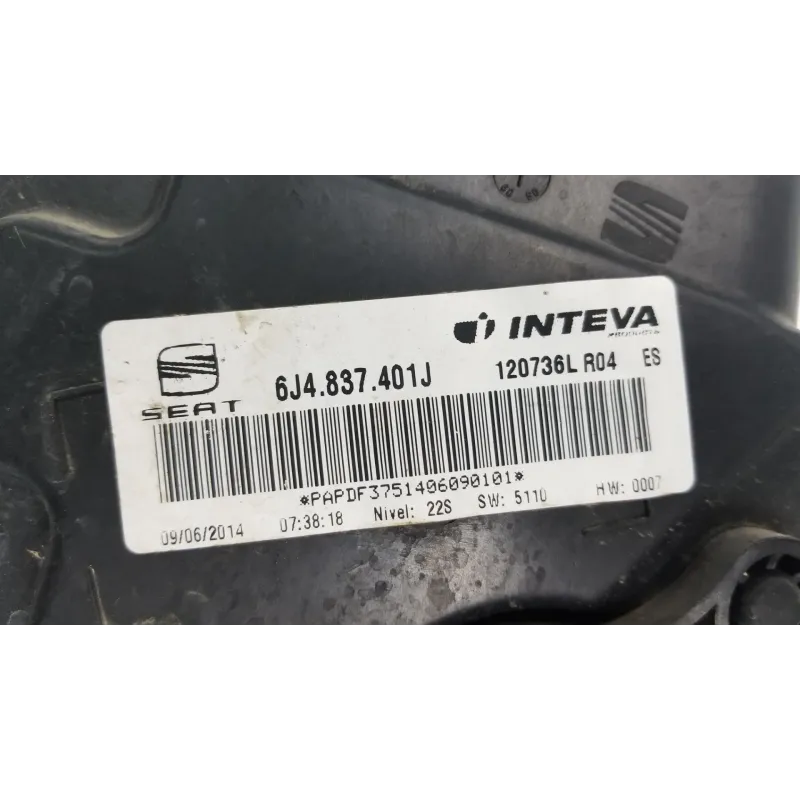 INTEVA
PRODUCTS
SEAT
6J4.837.401J
120736L R04 ES
*PAPDF3751406090101*
09/06/2014 07:38:18 Nivel: 22S SW: 5110 HW: 0007